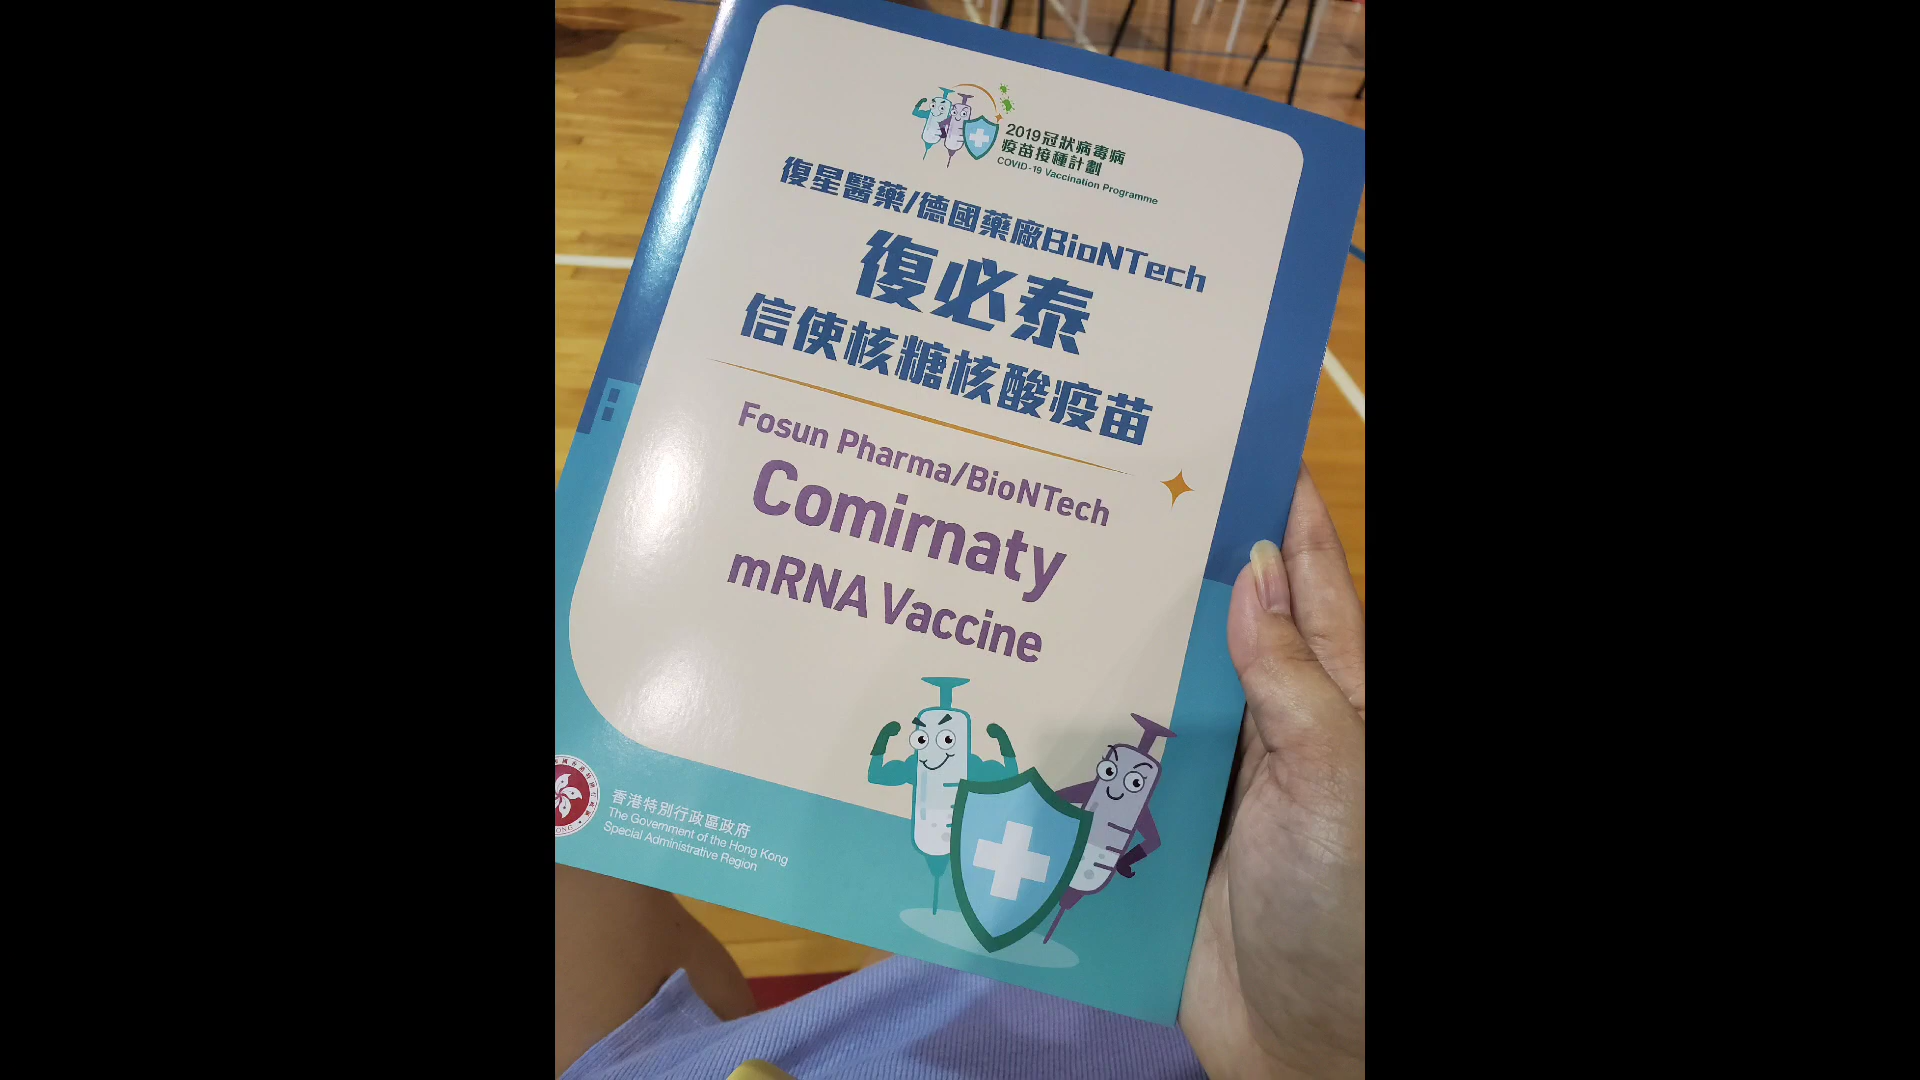 2019冠狀病毒病
疫苗接種計劃
COVID-19 Vaccination Programme
復星醫藥/德國藥廠BioNTech
復必泰
信使核糖核酸疫苗
Fosun Pharma/BioNTech
Comirnaty
mRNA Vaccine
香港特別行政區政府
The Government of the Hong Kong
Special Administrative Region